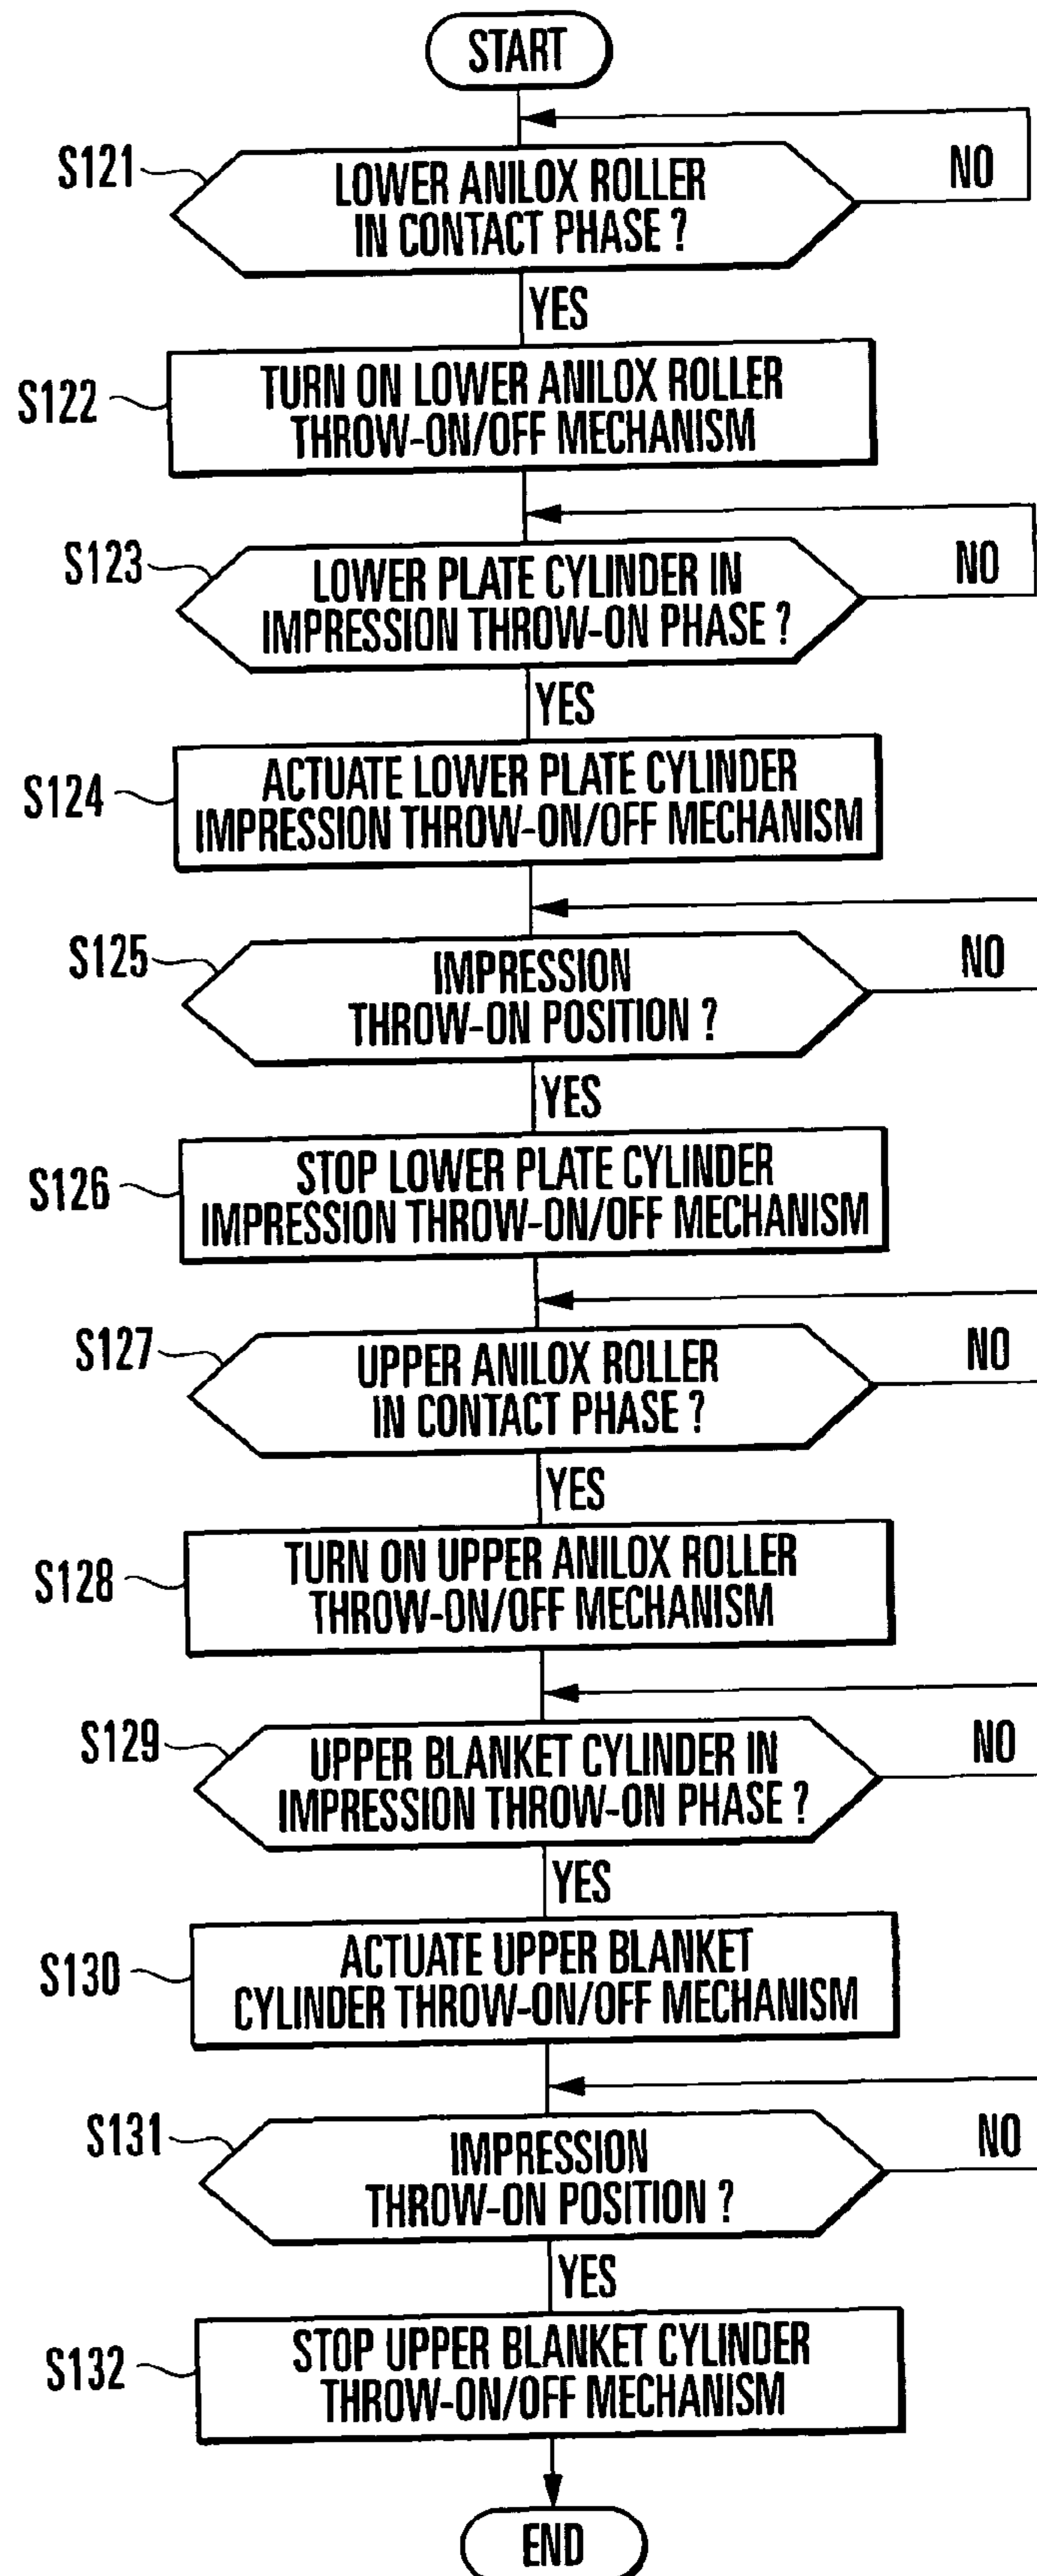 START
S121
LOWER ANILOX ROLLER
IN CONTACT PHASE ?
NO
YES
S122
TURN ON LOWER ANILOX ROLLER
THROW-ON/OFF MECHANISM
S123
LOWER PLATE CYLINDER IN
IMPRESSION THROW-ON PHASE ?
NO
YES
S124
ACTUATE LOWER PLATE CYLINDER
IMPRESSION THROW-ON/OFF MECHANISM
S125
IMPRESSION
THROW-ON POSITION ?
NO
YES
S126
STOP LOWER PLATE CYLINDER
IMPRESSION THROW-ON/OFF MECHANISM
S127
UPPER ANILOX ROLLER
IN CONTACT PHASE ?
NO
YES
S128
TURN ON UPPER ANILOX ROLLER
THROW-ON/OFF MECHANISM
S129
UPPER BLANKET CYLINDER IN
IMPRESSION THROW-ON PHASE ?
NO
YES
S130
ACTUATE UPPER BLANKET
CYLINDER THROW-ON/OFF MECHANISM
S131
IMPRESSION
THROW-ON POSITION ?
NO
YES
S132
STOP UPPER BLANKET CYLINDER
THROW-ON/OFF MECHANISM
END